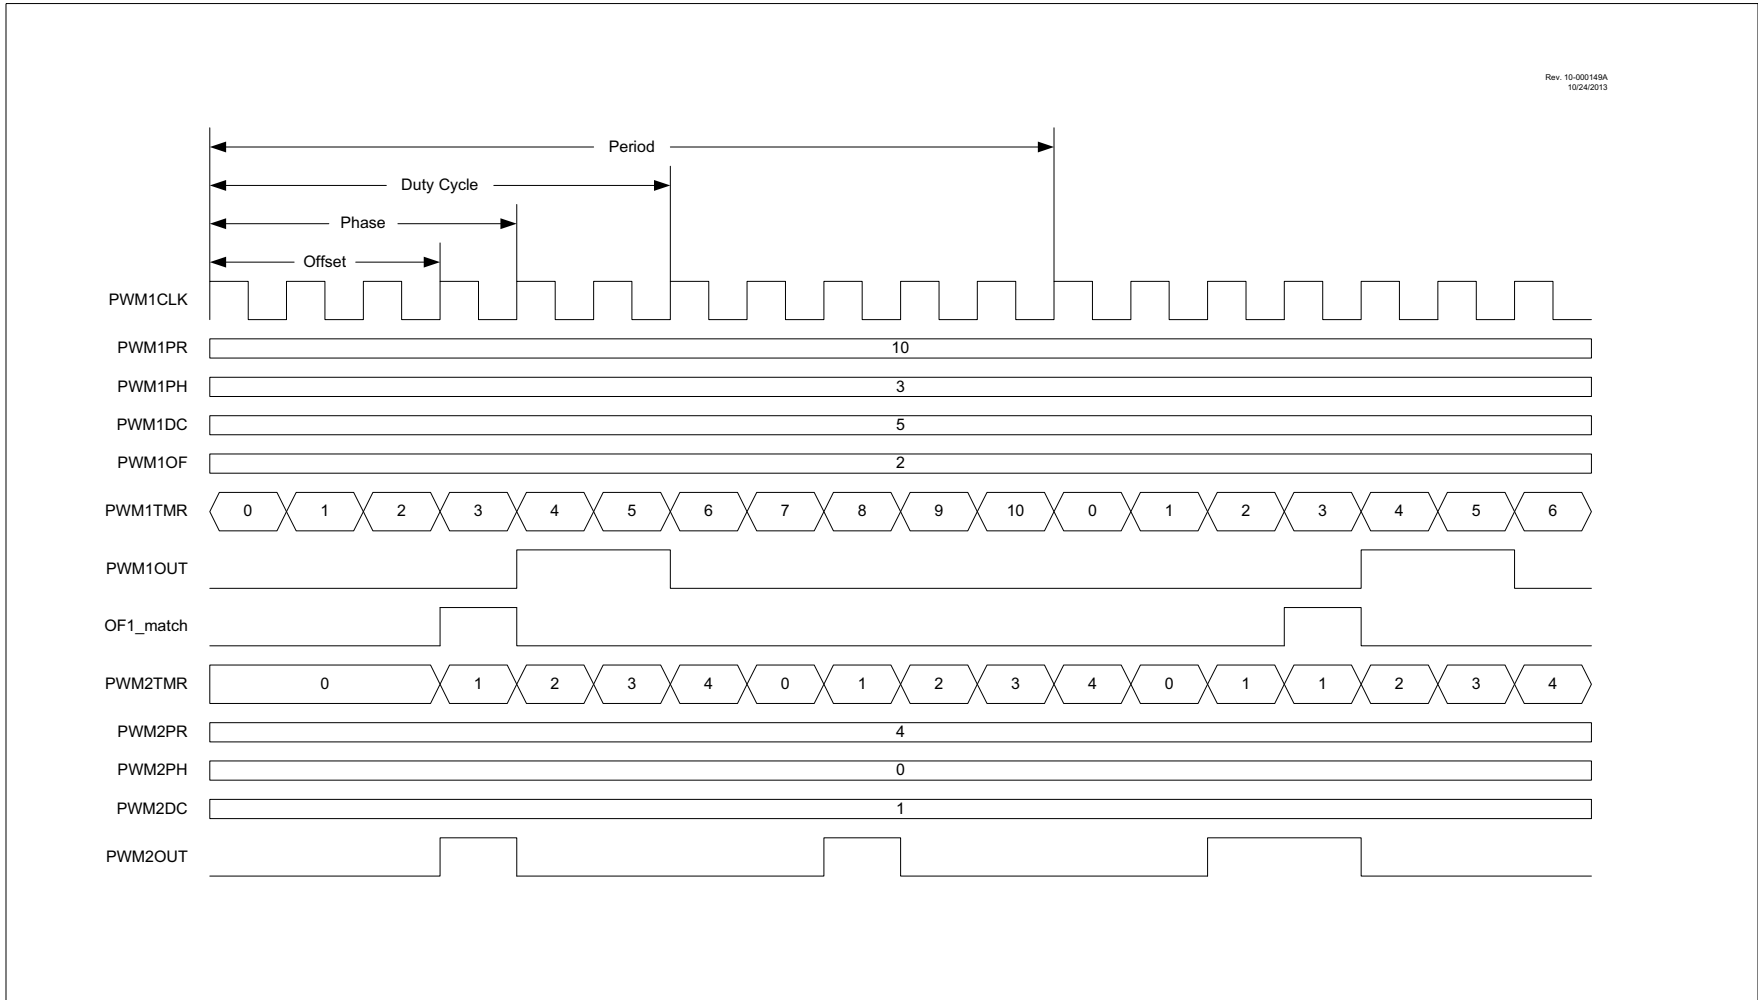 Rev. 10-000149A
10/24/2013
Period
Duty Cycle
Phase
Offset
PWM1CLK
PWM1PR 10
PWM1PH 3
PWM1DC 5
PWM1OF 2
PWM1TMR 0 1 2 3 4 5 6 7 8 9 10 0 1 2 3 4 5 6
PWM1OUT
OF1_match
PWM2TMR 0 1 2 3 4 0 1 2 3 4 0 1 1 2 3 4
PWM2PR 4
PWM2PH 0
PWM2DC 1
PWM2OUT